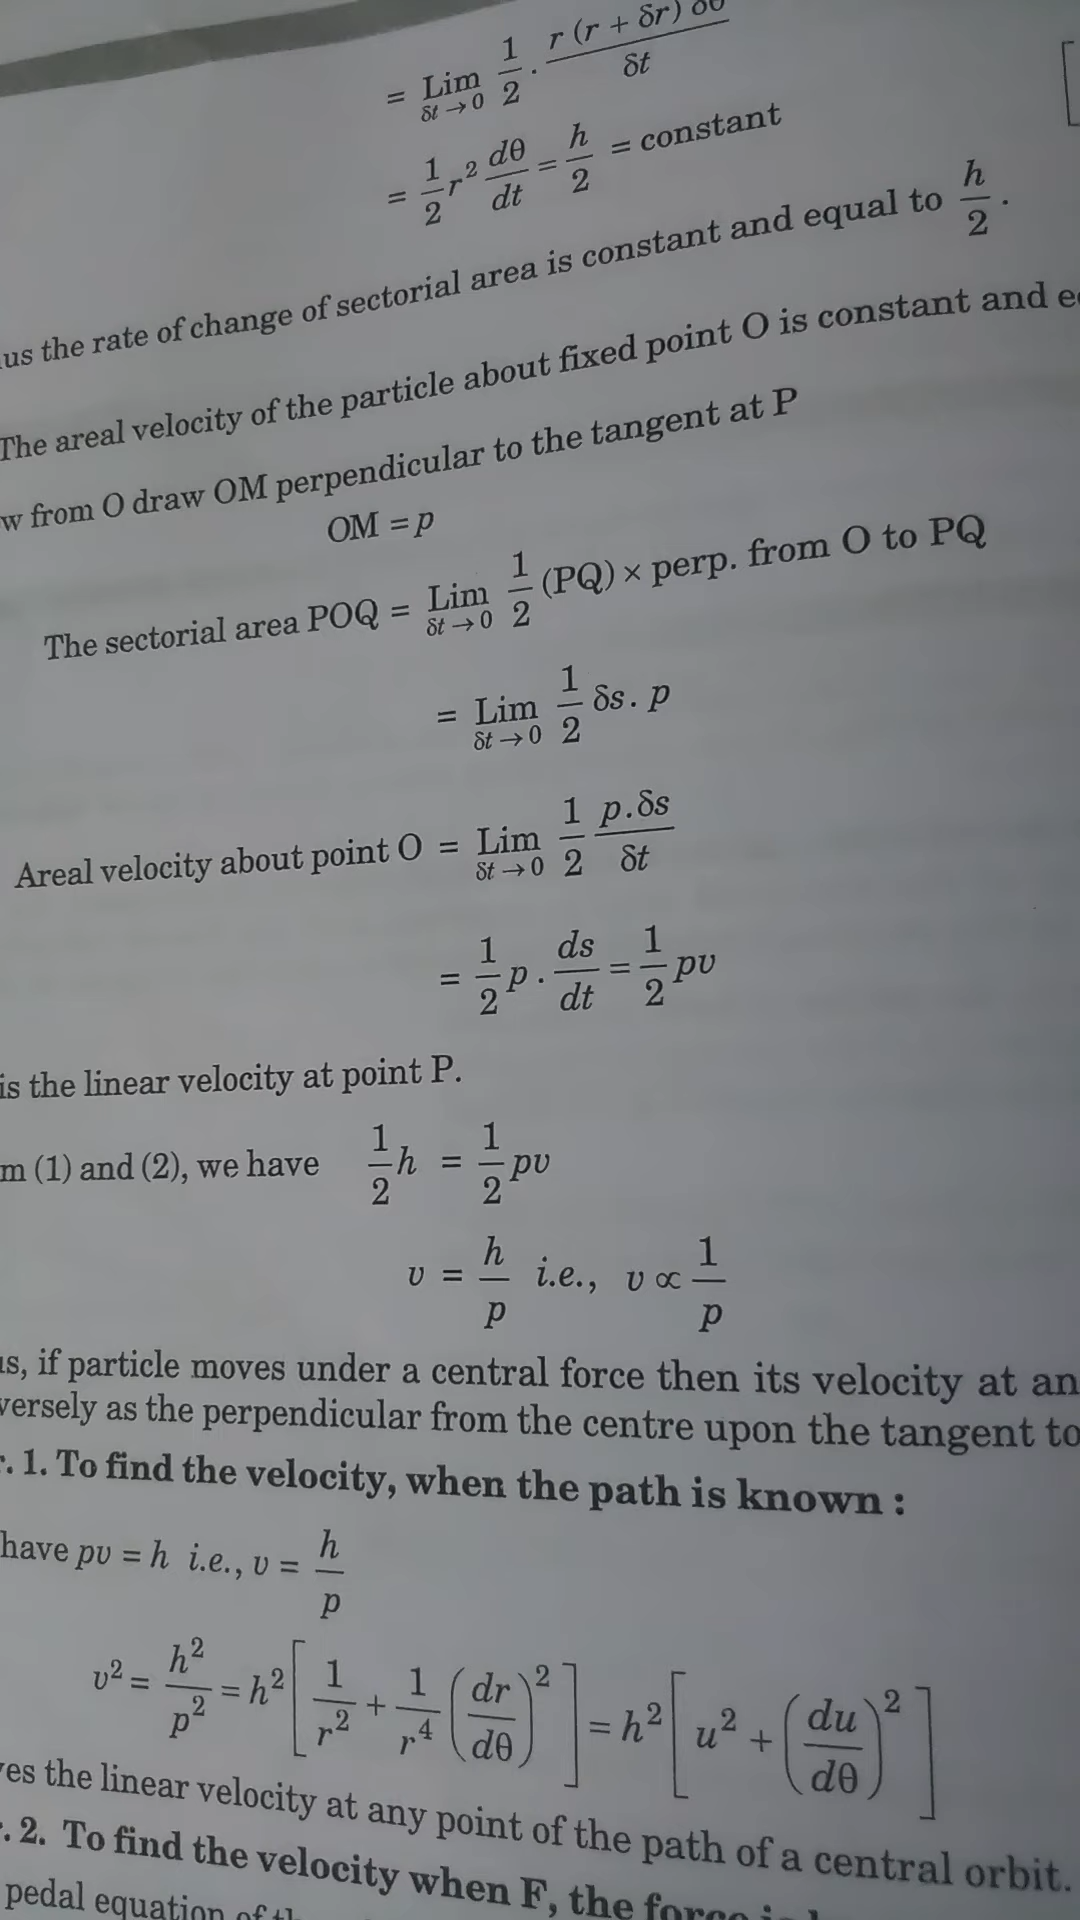 = Lim δt → 0 1/2 . r (r + δr) δθ / δt
= 1/2 r² dθ/dt = h/2 = constant
us the rate of change of sectorial area is constant and equal to h/2 .
The areal velocity of the particle about fixed point O is constant and
w from O draw OM perpendicular to the tangent at P
OM = p
The sectorial area POQ = Lim δt → 0 1/2 (PQ) × perp. from O to PQ
= Lim δt → 0 1/2 δs . p
Areal velocity about point O = Lim δt → 0 1/2 p.δs/δt
= 1/2 p . ds/dt = 1/2 pv
is the linear velocity at point P.
m (1) and (2), we have 1/2 h = 1/2 pv
v = h/p i.e., v ∝ 1/p
us, if particle moves under a central force then its velocity at an
versely as the perpendicular from the centre upon the tangent to
r. 1. To find the velocity, when the path is known :
have pv = h i.e., v = h/p
v² = h²/p² = h² [ 1/r² + 1/r⁴ (dr/dθ)² ] = h² [ u² + (du/dθ)² ]
es the linear velocity at any point of the path of a central orbit.
. 2. To find the velocity when F, the force
pedal equation of